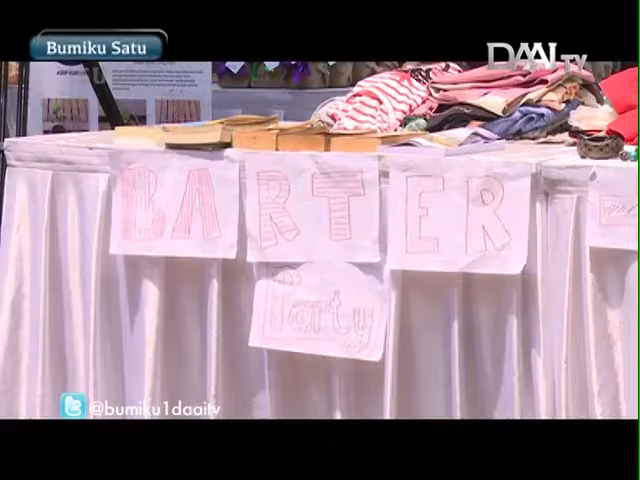 Bumiku Satu
DAAI TV
BARTER
Party
@bumiku1daaitv